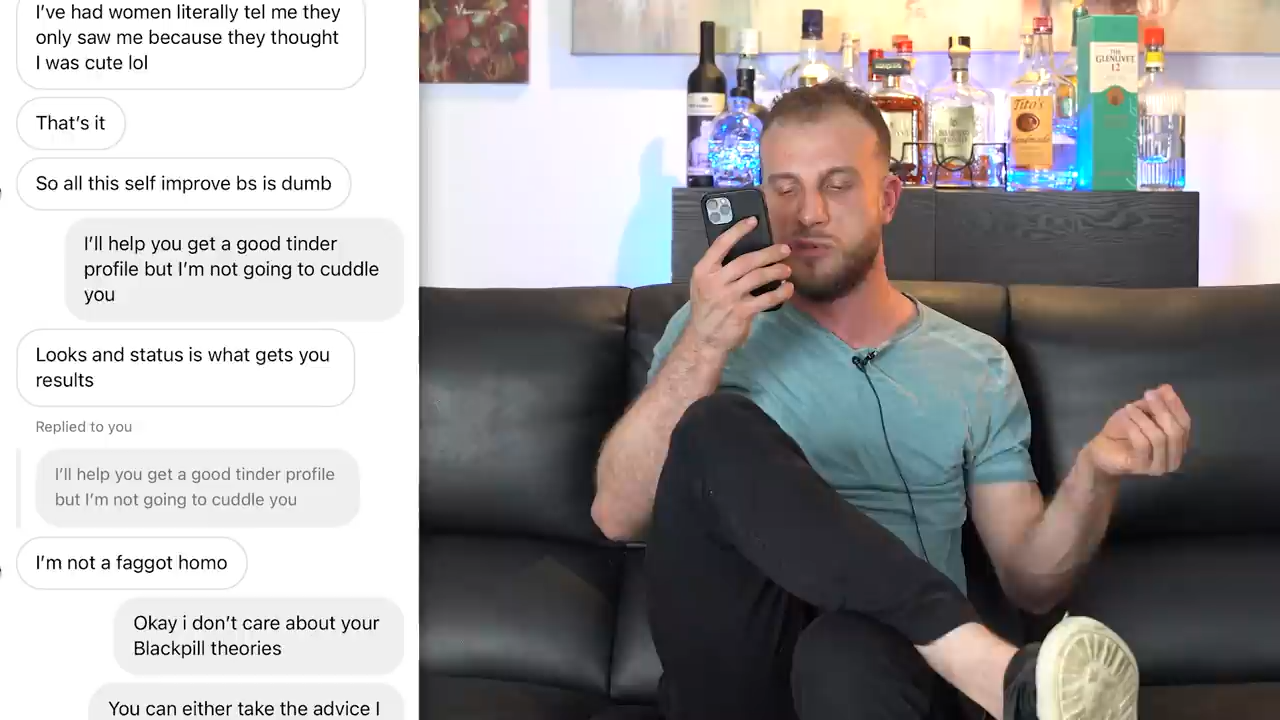 I've had women literally tell me they
only saw me because they thought
I was cute lol
That's it
So all this self improve bs is dumb
I'll help you get a good tinder
profile but I'm not going to cuddle
you
Looks and status is what gets you
results
Replied to you
I'll help you get a good tinder profile
but I'm not going to cuddle you
I'm not a faggot homo
Okay i don't care about your
Blackpill theories
You can either take the advice I
THE
GLENLIVET
12
Tito's
Handmade